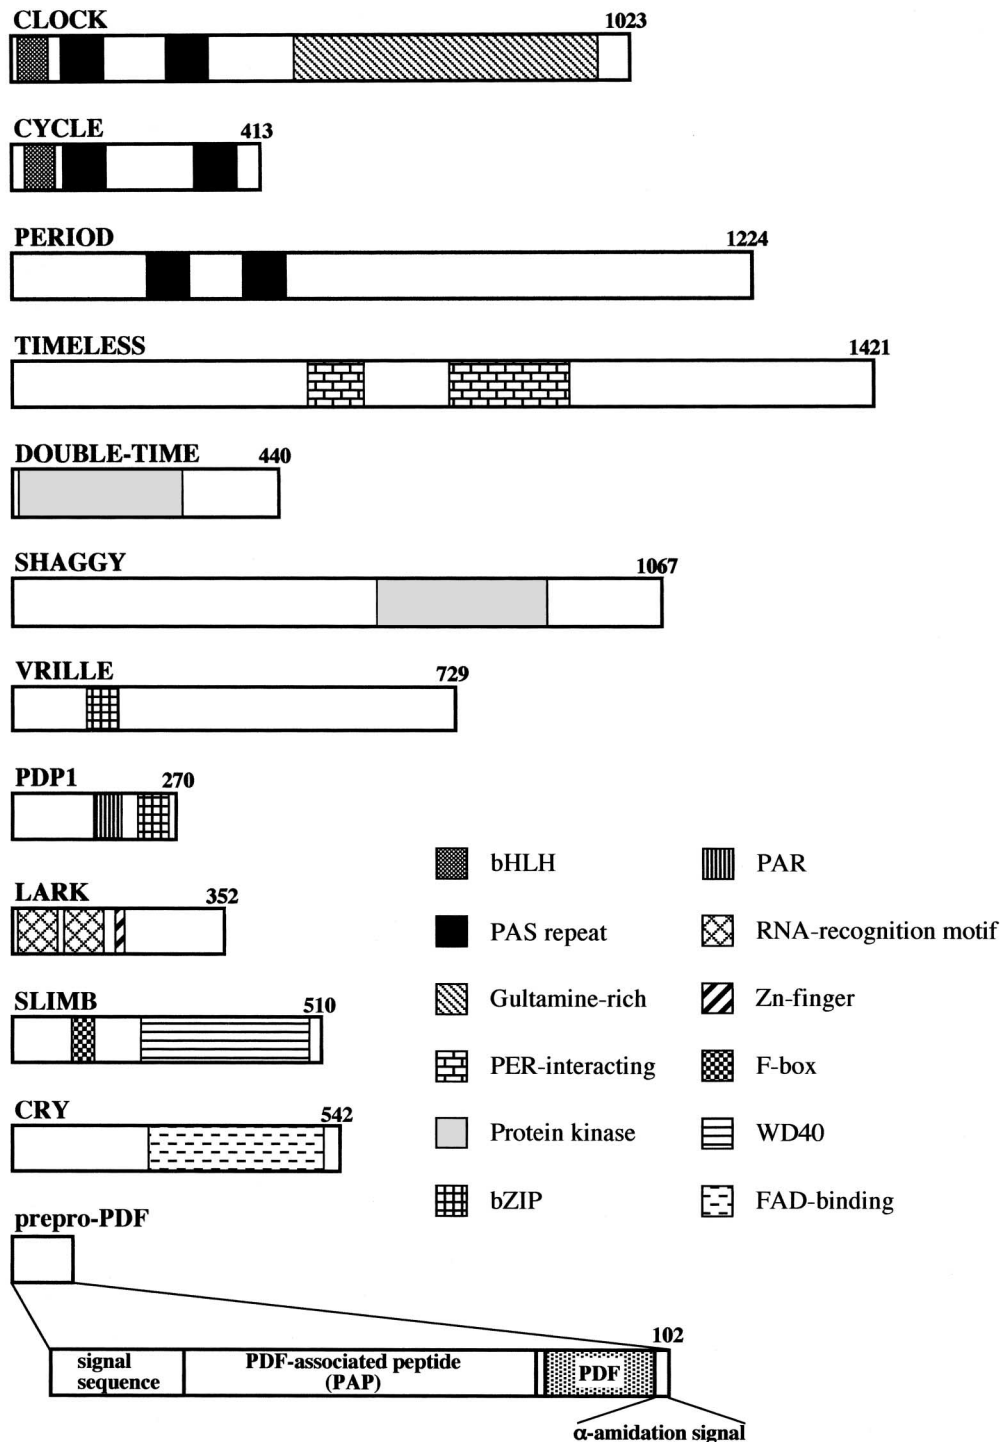 CLOCK 1023
CYCLE 413
PERIOD 1224
TIMELESS 1421
DOUBLE-TIME 440
SHAGGY 1067
VRILLE 729
PDP1 270
LARK 352
SLIMB 510
CRY 542
prepro-PDF
bHLH
PAS repeat
Gultamine-rich
PER-interacting
Protein kinase
bZIP
PAR
RNA-recognition motif
Zn-finger
F-box
WD40
FAD-binding
102
signal
sequence
PDF-associated peptide
(PAP)
PDF
α-amidation signal